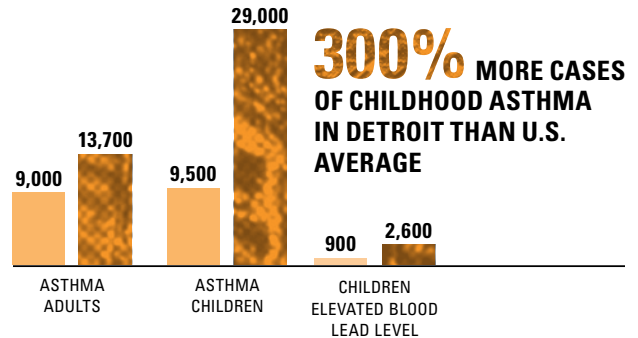 29,000
300% MORE CASES
OF CHILDHOOD ASTHMA
IN DETROIT THAN U.S.
AVERAGE
9,000
13,700
9,500
900
2,600
ASTHMA
ADULTS
ASTHMA
CHILDREN
CHILDREN
ELEVATED BLOOD
LEAD LEVEL